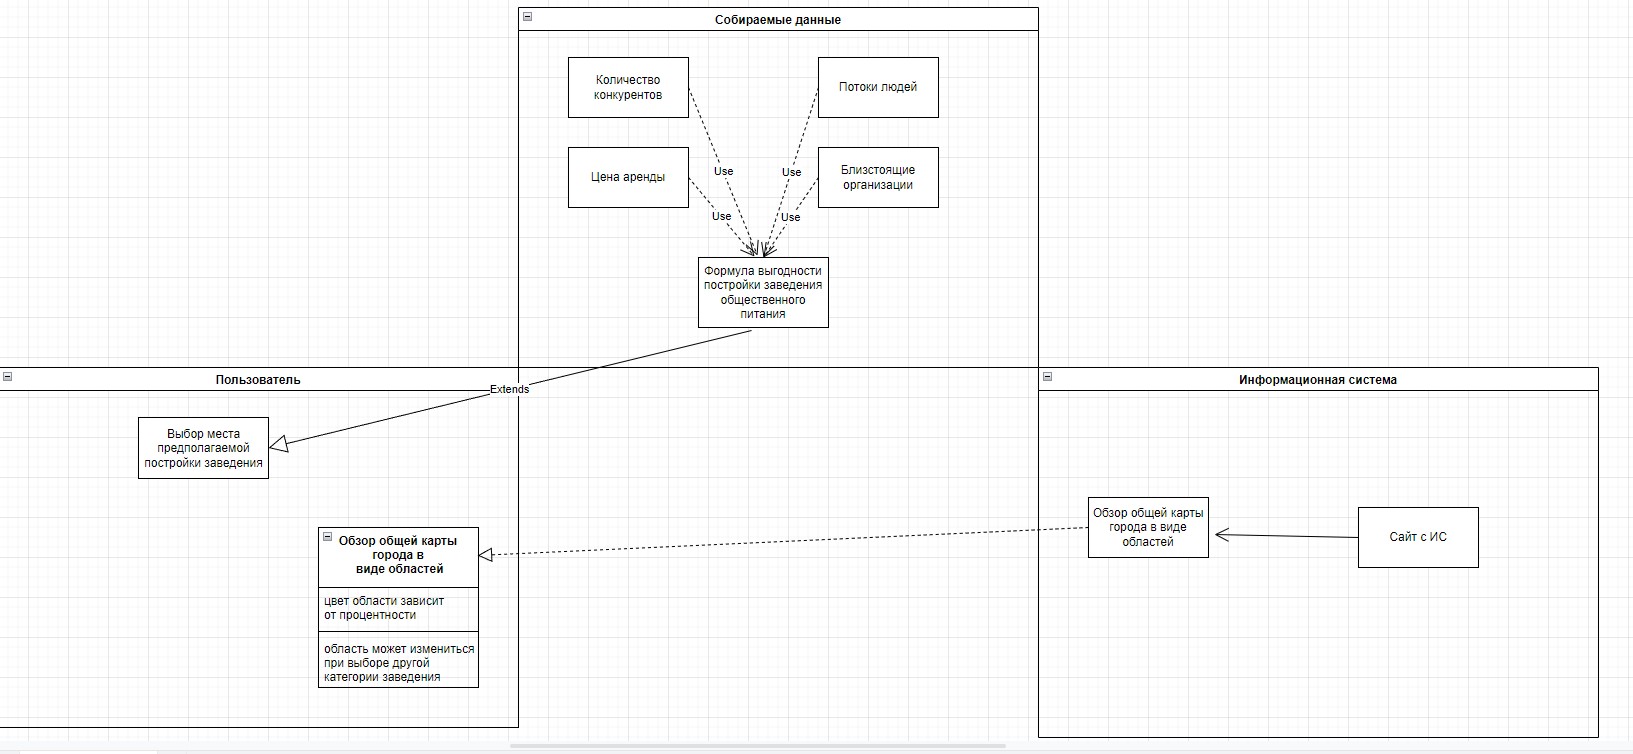 Собираемые данные
Количество
конкурентов
Потоки людей
Цена аренды
Близстоящие
организации
Use
Use
Use
Use
Формула выгодности
постройки заведения
общественного
питания
Extends
Пользователь
Выбор места
предполагаемой
постройки заведения
Обзор общей карты
города в
виде областей
цвет области зависит
от процентности
область может измениться
при выборе другой
категории заведения
Информационная система
Обзор общей карты
города в виде
областей
Сайт с ИС